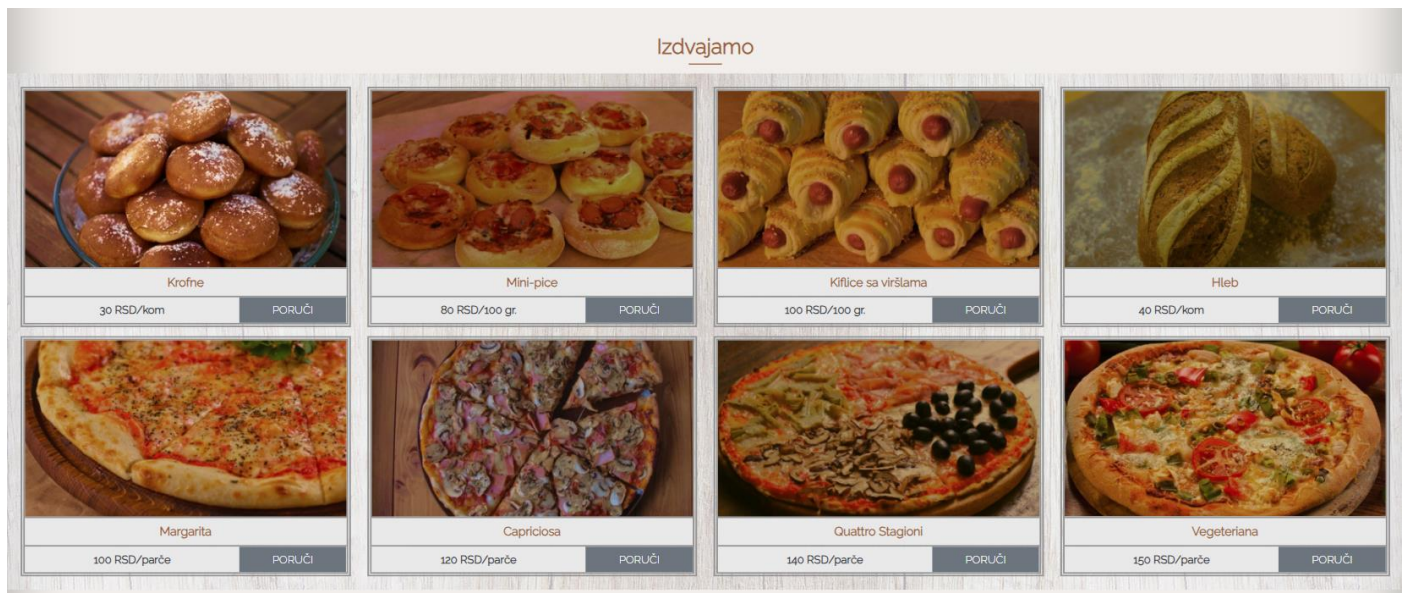 Izdvajamo
Krofne
30 RSD/kom PORUČI
Mini-pice
80 RSD/100 gr. PORUČI
Kiflice sa viršlama
100 RSD/100 gr. PORUČI
Hleb
40 RSD/kom PORUČI
Margarita
100 RSD/parče PORUČI
Capriciosa
120 RSD/parče PORUČI
Quattro Stagioni
140 RSD/parče PORUČI
Vegeteriana
150 RSD/parče PORUČI